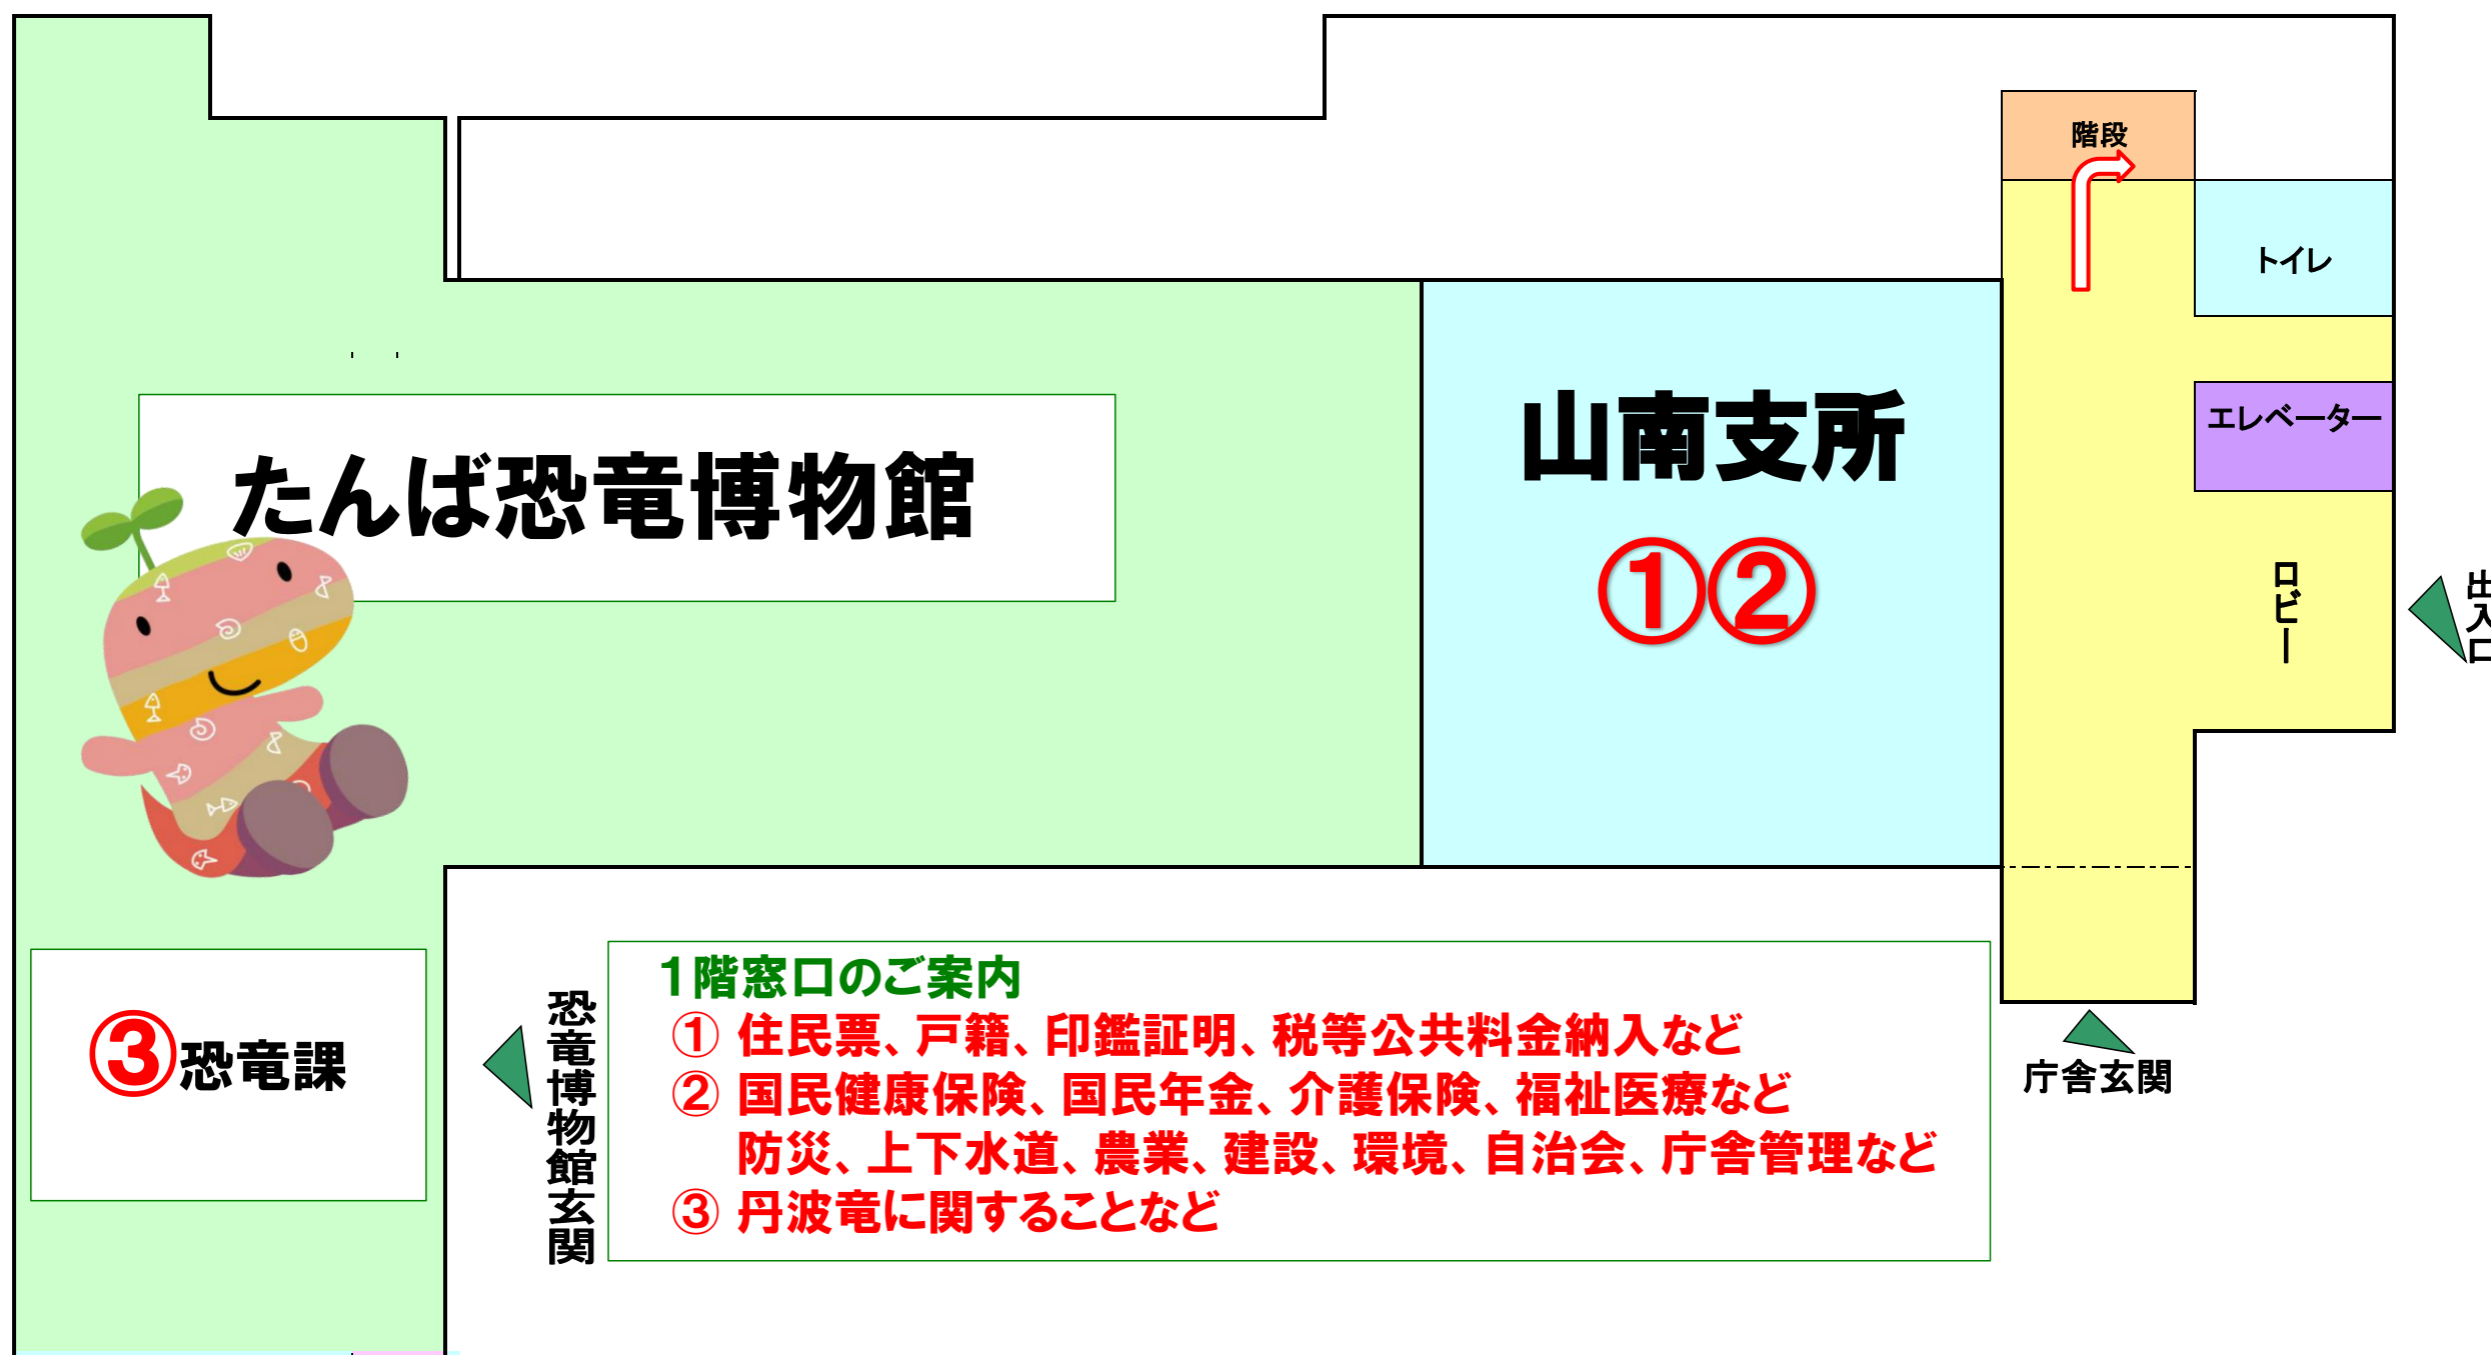 階段
トイレ
エレベーター
ロビー
出入口
たんば恐竜博物館
山南支所
①②
③恐竜課
恐竜博物館玄関
1階窓口のご案内
① 住民票、戸籍、印鑑証明、税等公共料金納入など
② 国民健康保険、国民年金、介護保険、福祉医療など
防災、上下水道、農業、建設、環境、自治会、庁舎管理など
③ 丹波竜に関することなど
庁舎玄関